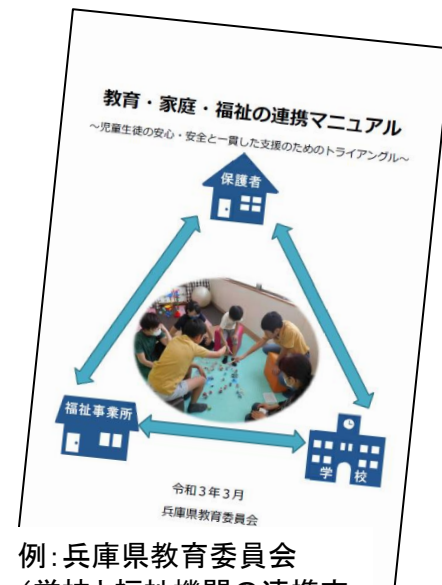 教育・家庭・福祉の連携マニュアル
～児童生徒の安心・安全と一貫した支援のためのトライアングル～
保護者
福祉事業所
学校
令和３年３月
兵庫県教育委員会
例：兵庫県教育委員会